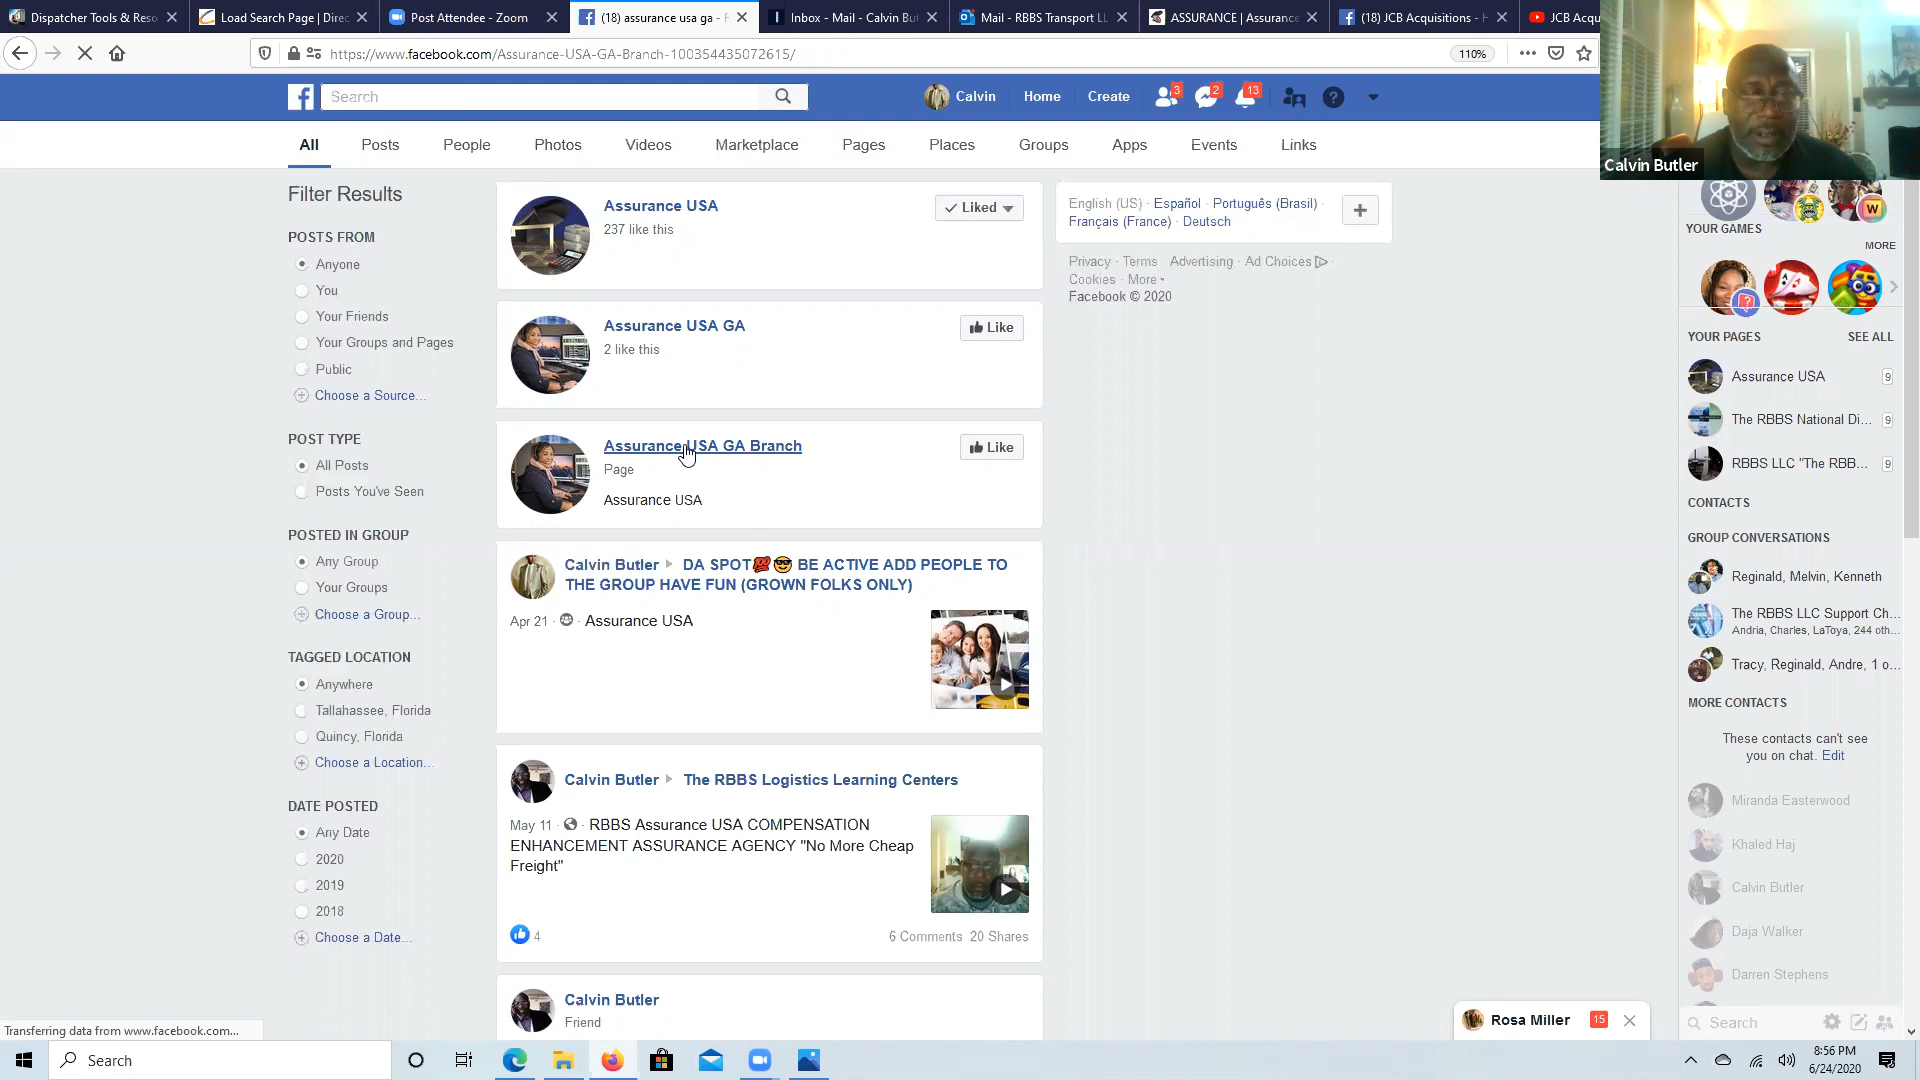 Dispatcher Tools & Reso
Load Search Page | Direc
Post Attendee - Zoom
(18) assurance usa ga - F
Inbox - Mail - Calvin But
Mail - RBBS Transport LL
ASSURANCE | Assurance
(18) JCB Acquisitions - H
JCB Acqu
https://www.facebook.com/Assurance-USA-GA-Branch-100354435072615/
110%
Search
Calvin
Home
Create
3
2
13
Calvin Butler
All
Posts
People
Photos
Videos
Marketplace
Pages
Places
Groups
Apps
Events
Links
Filter Results
POSTS FROM
Anyone
You
Your Friends
Your Groups and Pages
Public
Choose a Source...
POST TYPE
All Posts
Posts You've Seen
POSTED IN GROUP
Any Group
Your Groups
Choose a Group...
TAGGED LOCATION
Anywhere
Tallahassee, Florida
Quincy, Florida
Choose a Location...
DATE POSTED
Any Date
2020
2019
2018
Choose a Date...
Assurance USA
237 like this
Liked
Assurance USA GA
2 like this
Like
Assurance USA GA Branch
Page
Assurance USA
Like
Calvin Butler
DA SPOT💯😎 BE ACTIVE ADD PEOPLE TO
THE GROUP HAVE FUN (GROWN FOLKS ONLY)
Apr 21 · Assurance USA
Calvin Butler
The RBBS Logistics Learning Centers
May 11 · RBBS Assurance USA COMPENSATION
ENHANCEMENT ASSURANCE AGENCY "No More Cheap
Freight"
4
6 Comments 20 Shares
Calvin Butler
Friend
English (US) · Español · Português (Brasil) ·
Français (France) · Deutsch
Privacy · Terms · Advertising · Ad Choices ·
Cookies · More
Facebook © 2020
YOUR GAMES
MORE
YOUR PAGES
SEE ALL
Assurance USA
9
The RBBS National Di...
9
RBBS LLC "The RBB...
9
CONTACTS
GROUP CONVERSATIONS
Reginald, Melvin, Kenneth
The RBBS LLC Support Ch...
Andria, Charles, LaToya, 244 oth...
Tracy, Reginald, Andre, 1 o...
MORE CONTACTS
These contacts can't see
you on chat. Edit
Miranda Easterwood
Khaled Haj
Calvin Butler
Daja Walker
Darren Stephens
Search
Rosa Miller
15
Transferring data from www.facebook.com...
Search
8:56 PM
6/24/2020